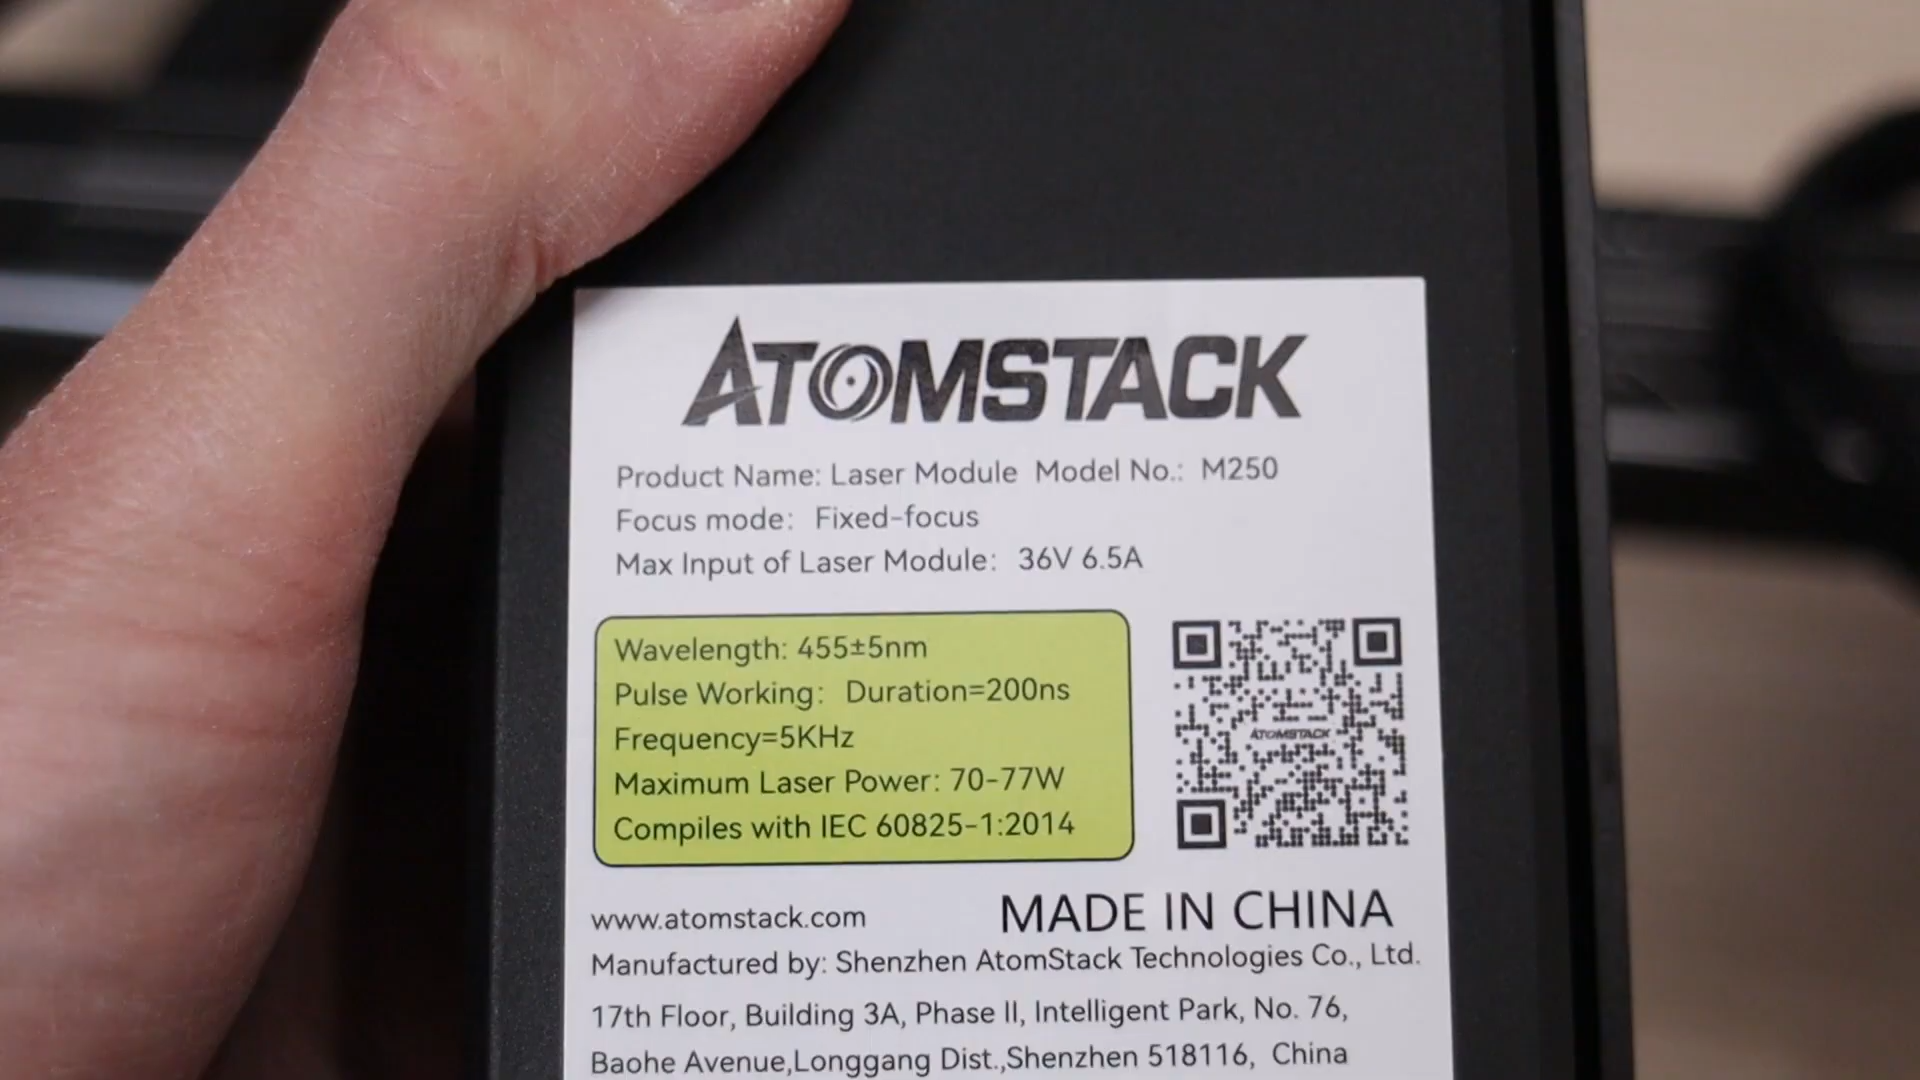 ATOMSTACK
Product Name: Laser Module Model No.: M250
Focus mode: Fixed-focus
Max Input of Laser Module: 36V 6.5A
Wavelength: 455±5nm
Pulse Working: Duration=200ns
Frequency=5KHz
Maximum Laser Power: 70-77W
Compiles with IEC 60825-1:2014
ATOMSTACK
www.atomstack.com
MADE IN CHINA
Manufactured by: Shenzhen AtomStack Technologies Co., Ltd.
17th Floor, Building 3A, Phase II, Intelligent Park, No. 76,
Baohe Avenue,Longgang Dist.,Shenzhen 518116, China